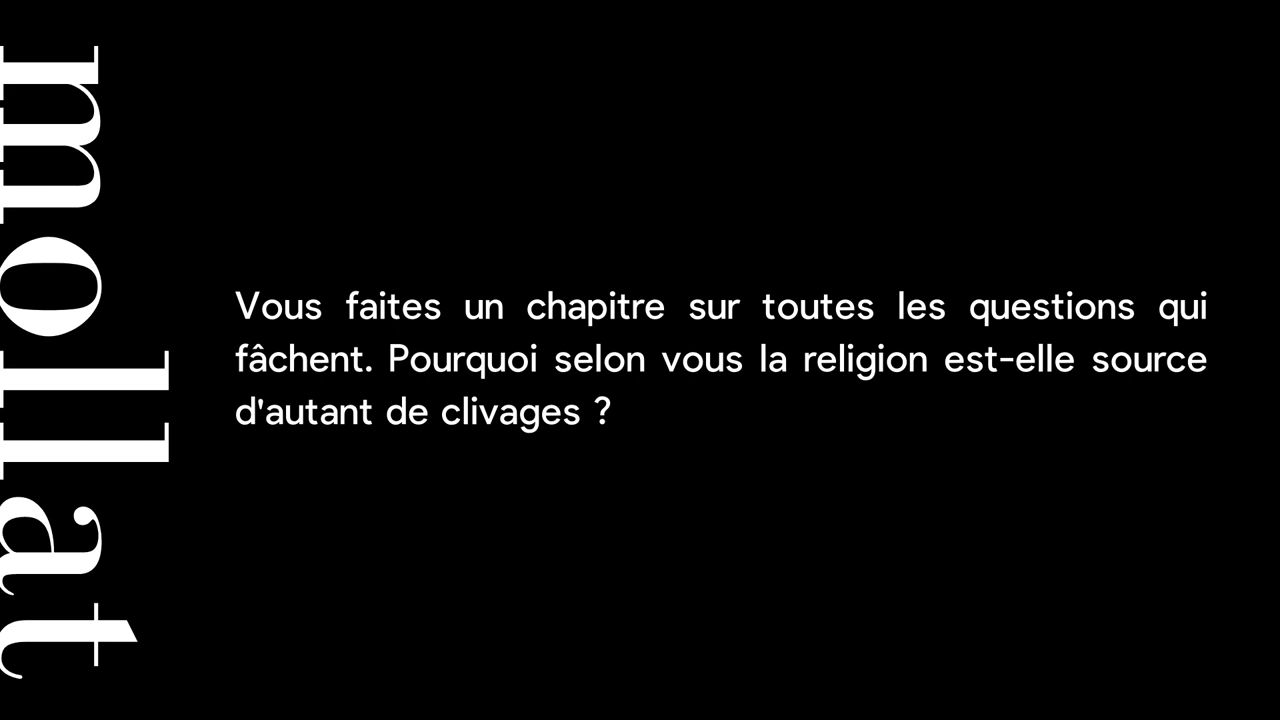 mollat
Vous faites un chapitre sur toutes les questions qui
fâchent. Pourquoi selon vous la religion est-elle source
d'autant de clivages ?